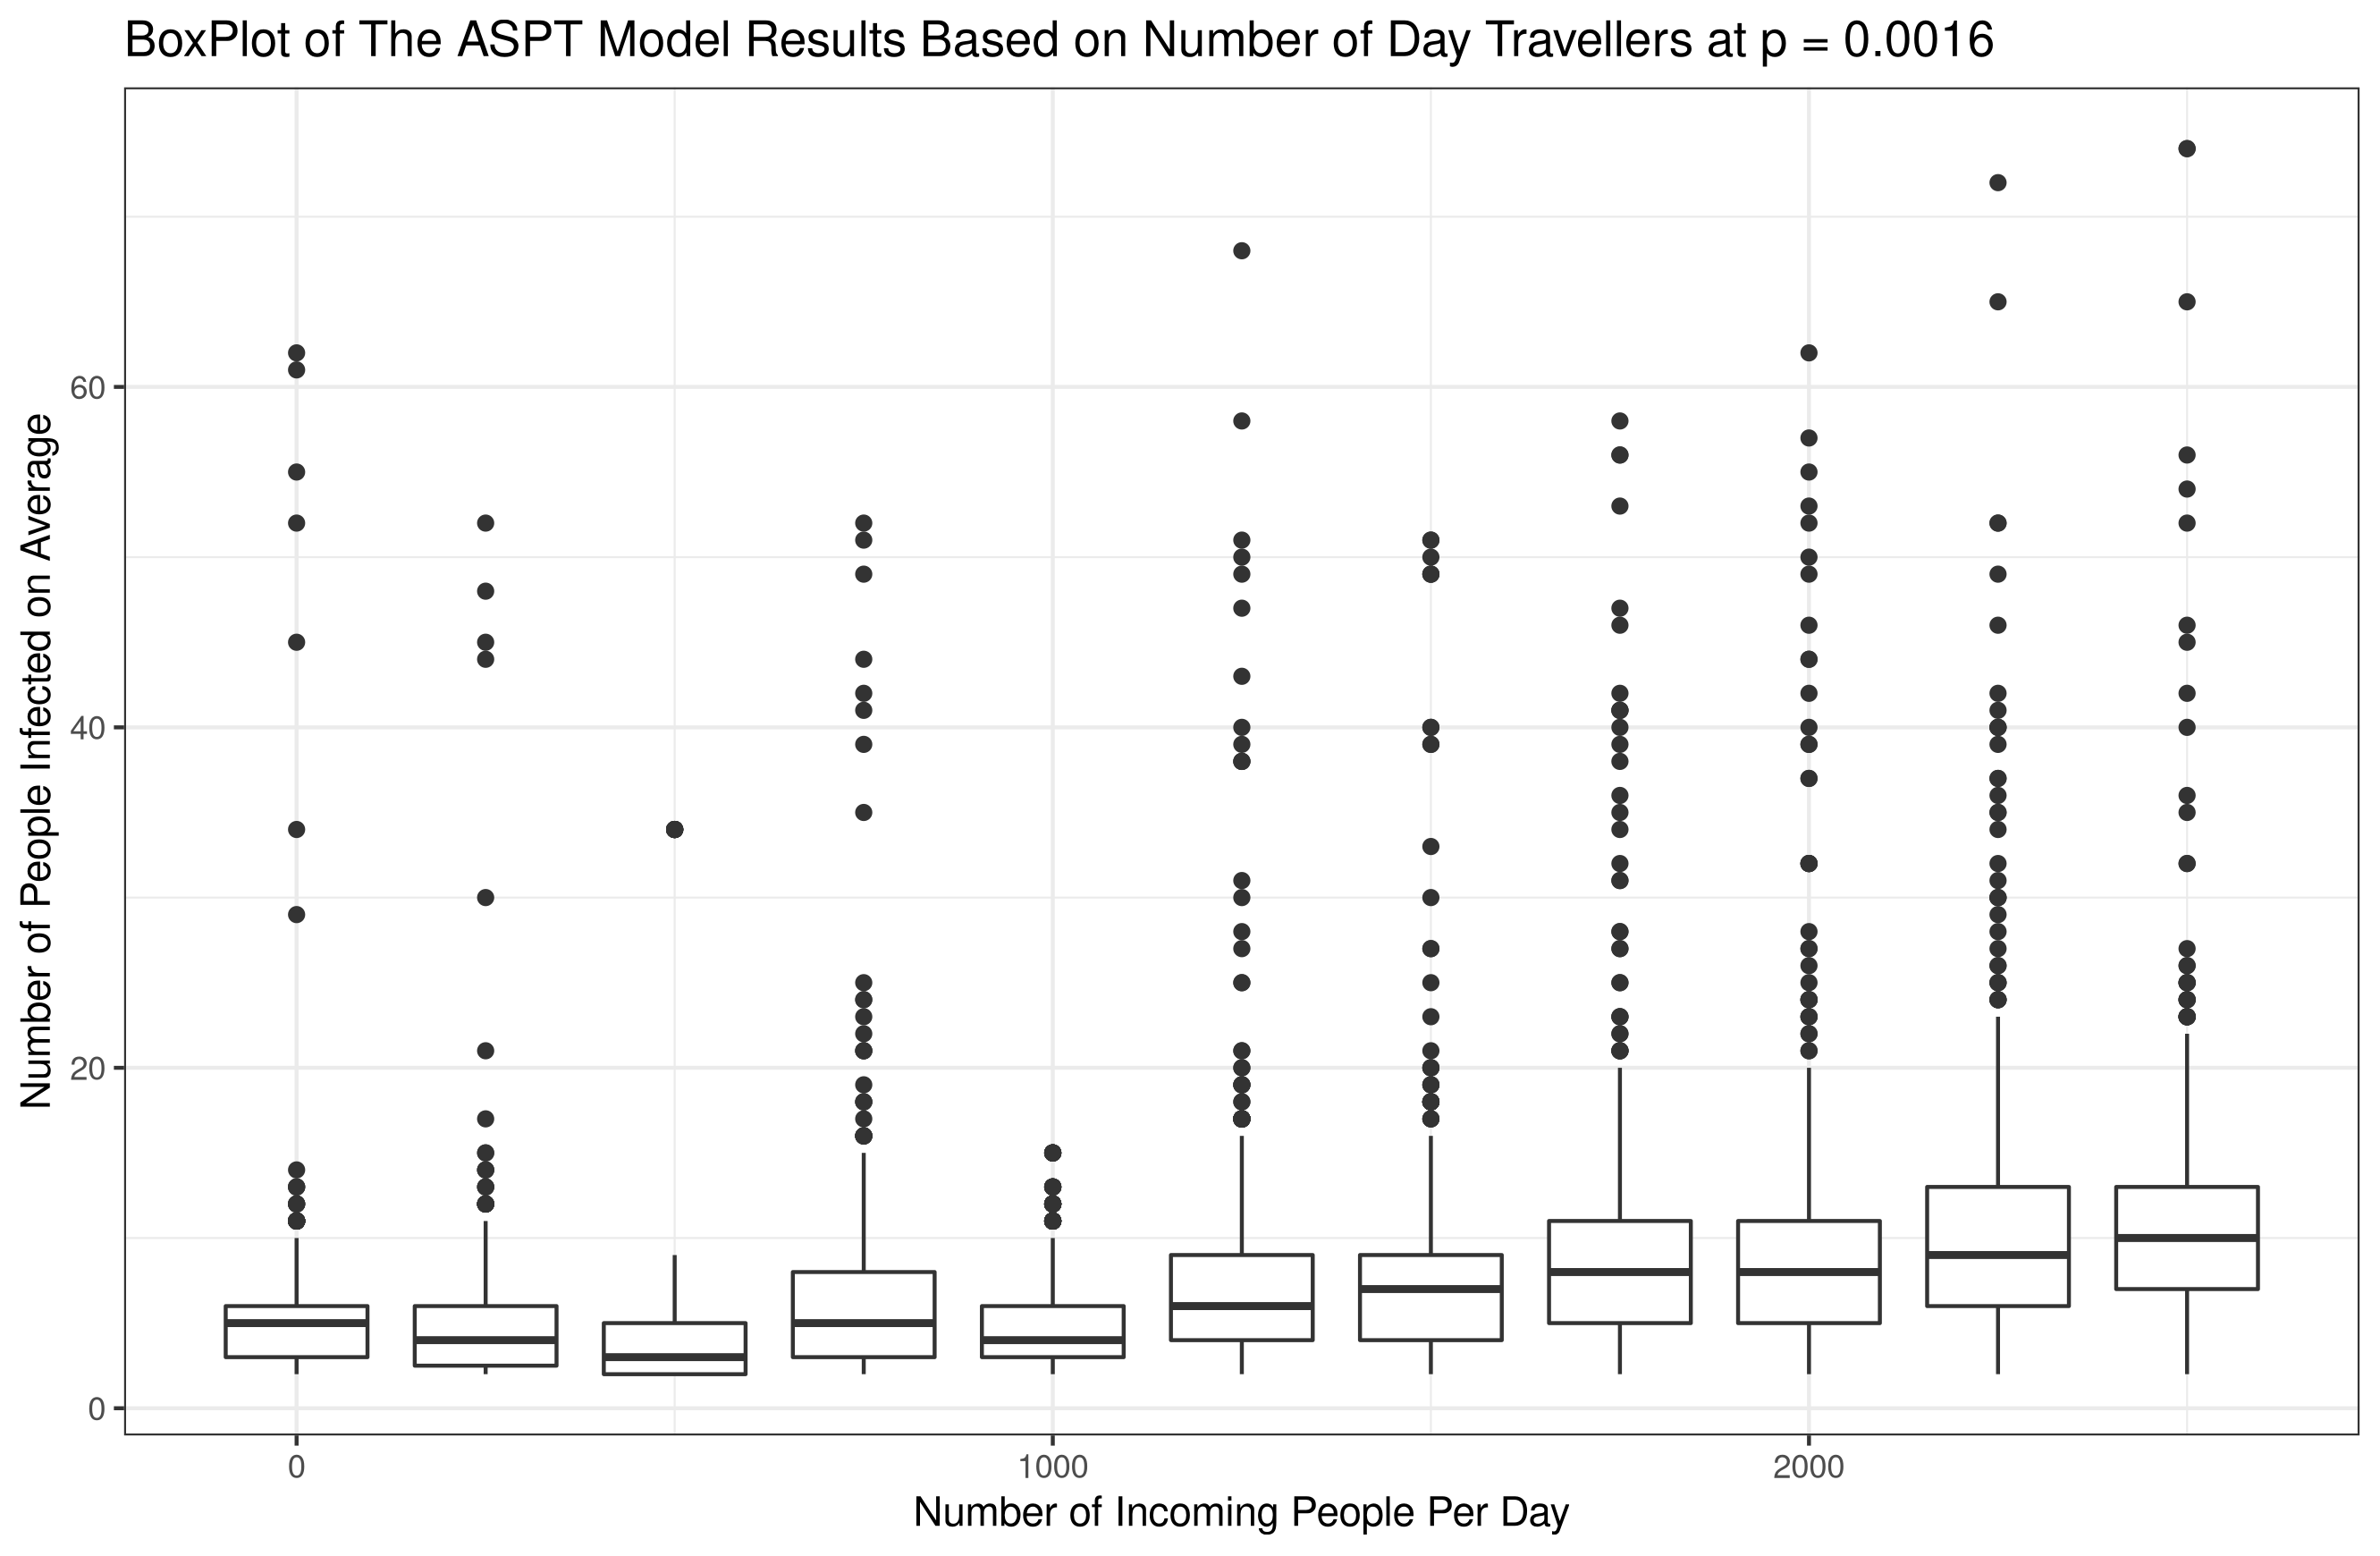 BoxPlot of The ASPT Model Results Based on Number of Day Travellers at p = 0.0016
Number of People Infected on Average
60
40
20
0
0
1000
2000
Number of Incoming People Per Day